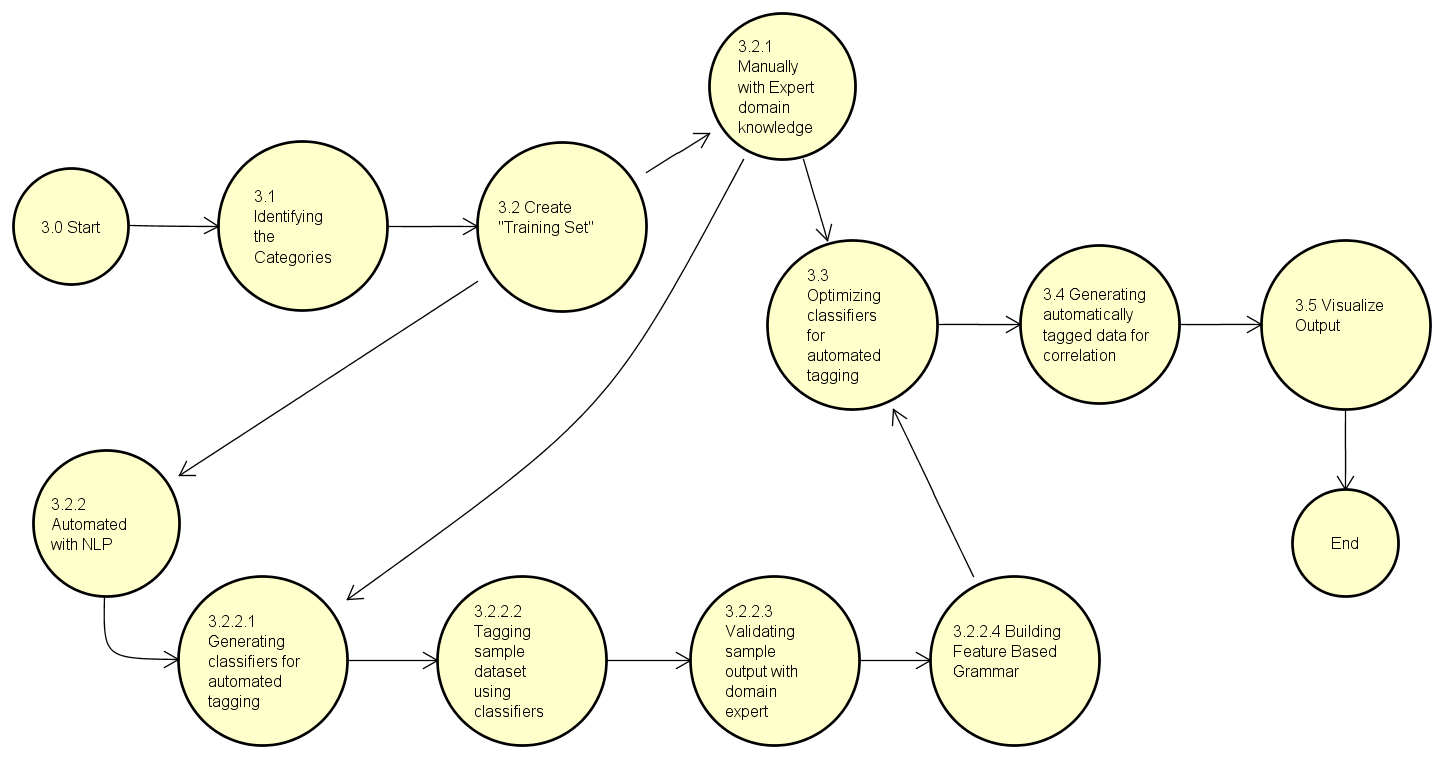 3.0 Start
3.1
Identifying
the
Categories
3.2 Create
"Training Set"
3.2.1
Manually
with Expert
domain
knowledge
3.3
Optimizing
classifiers
for
automated
tagging
3.4 Generating
automatically
tagged data for
correlation
3.5 Visualize
Output
End
3.2.2
Automated
with NLP
3.2.2.1
Generating
classifiers for
automated
tagging
3.2.2.2
Tagging
sample
dataset
using
classifiers
3.2.2.3
Validating
sample
output with
domain
expert
3.2.2.4 Building
Feature Based
Grammar